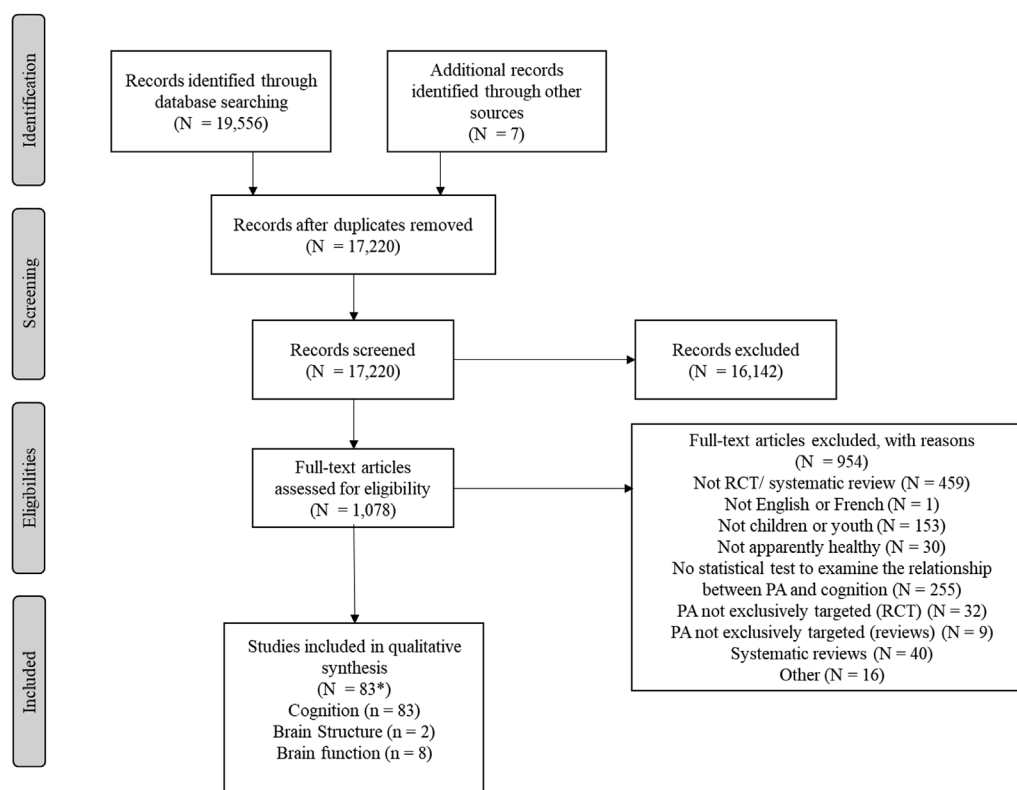 Identification
Records identified through
database searching
(N = 19,556)
Additional records
identified through other
sources
(N = 7)
Records after duplicates removed
(N = 17,220)
Screening
Records screened
(N = 17,220)
Records excluded
(N = 16,142)
Eligibilities
Full-text articles
assessed for eligibility
(N = 1,078)
Full-text articles excluded, with reasons
(N = 954)
Not RCT/ systematic review (N = 459)
Not English or French (N = 1)
Not children or youth (N = 153)
Not apparently healthy (N = 30)
No statistical test to examine the relationship
between PA and cognition (N = 255)
PA not exclusively targeted (RCT) (N = 32)
PA not exclusively targeted (reviews) (N = 9)
Systematic reviews (N = 40)
Other (N = 16)
Included
Studies included in qualitative
synthesis
(N = 83*)
Cognition (n = 83)
Brain Structure (n = 2)
Brain function (n = 8)